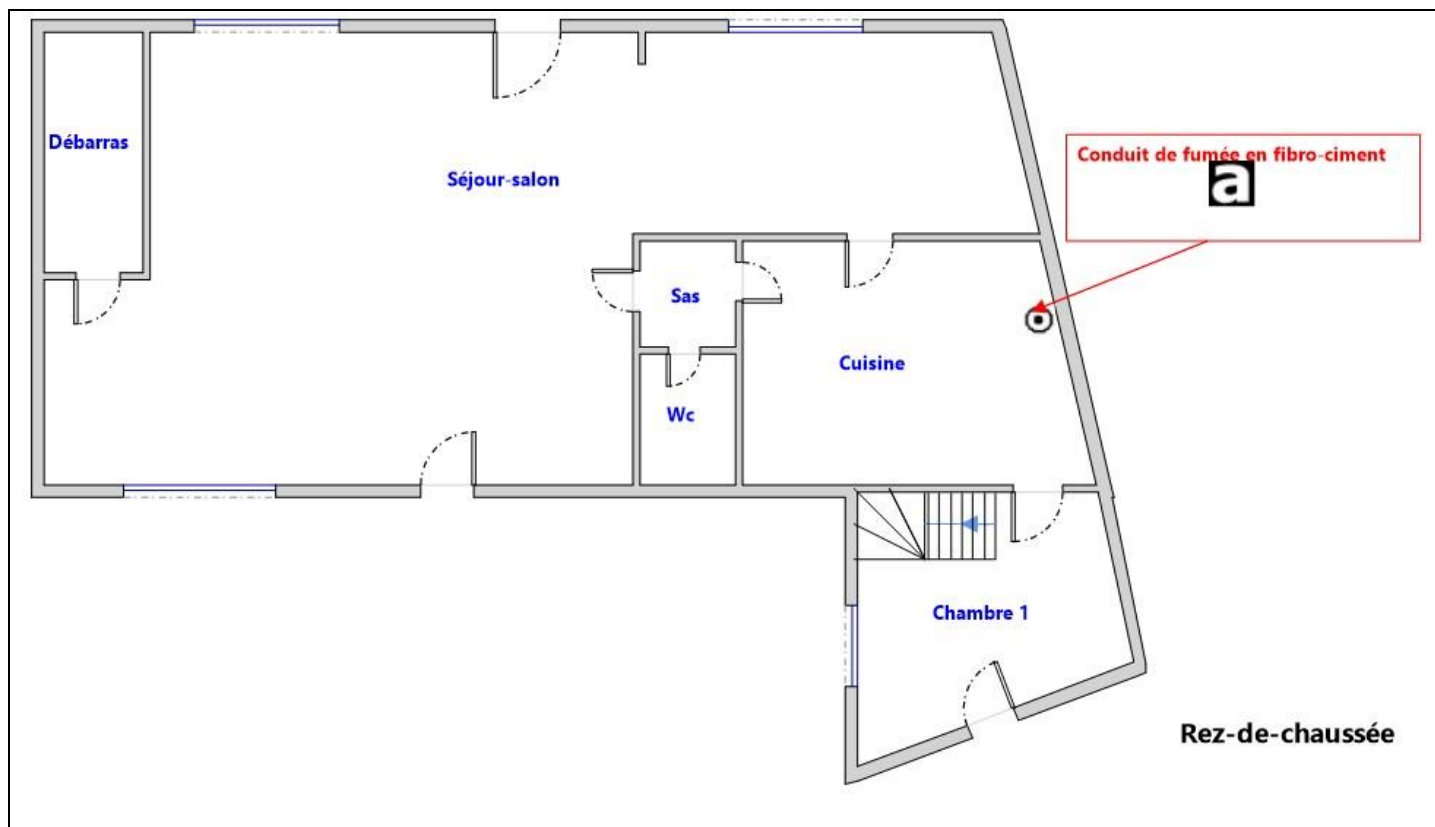 Débarras
Séjour-salon
Conduit de fumée en fibro-ciment
a
Sas
Cuisine
Wc
Chambre 1
Rez-de-chaussée